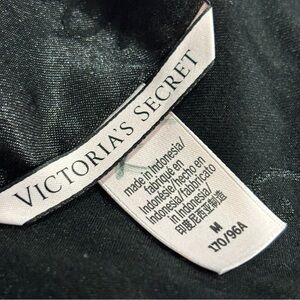 VICTORIA'S SECRET
made in Indonesia/
fabriqué en
Indonésie/hecho en
Indonesia/fabbricato
in Indonesia/
印度尼西亚制造
M
170/96A